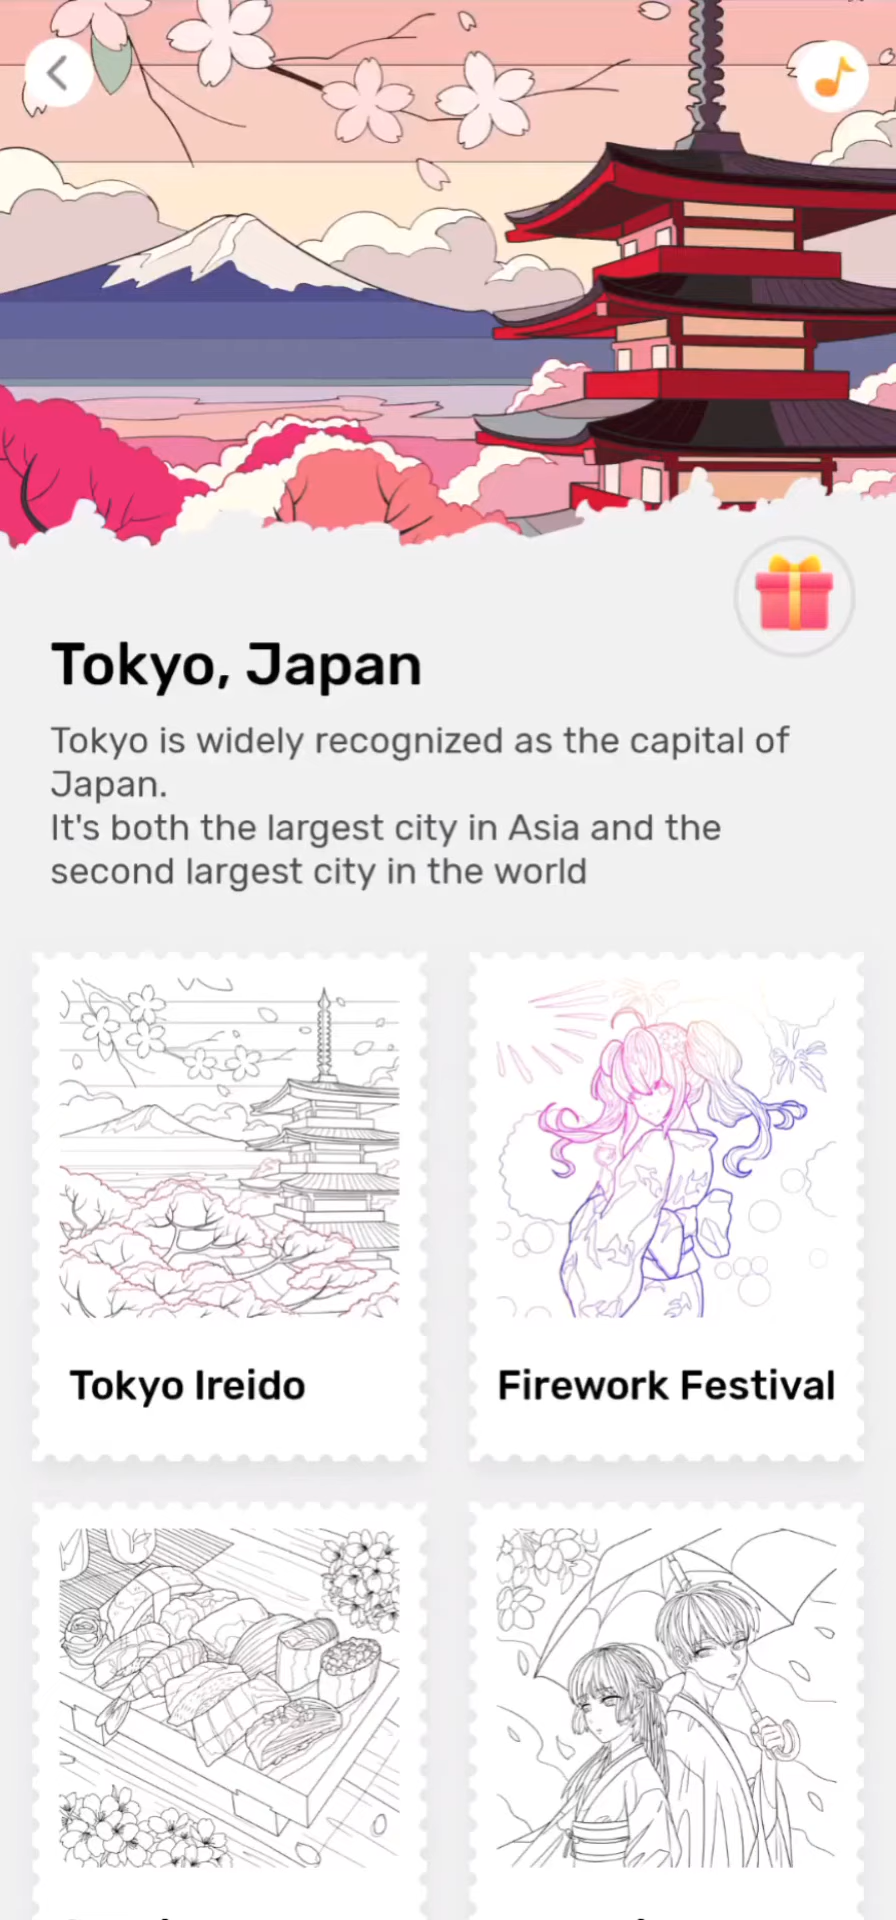 Tokyo, Japan
Tokyo is widely recognized as the capital of
Japan.
It's both the largest city in Asia and the
second largest city in the world
Tokyo Ireido
Firework Festival